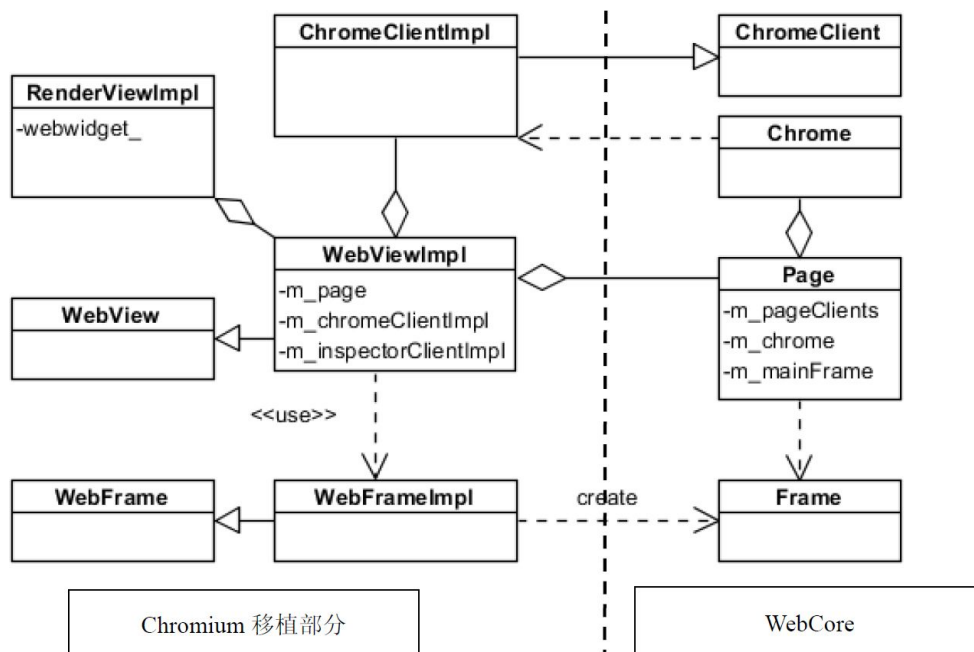 ChromeClientImpl
ChromeClient
RenderViewImpl
-webwidget_
Chrome
WebViewImpl
-m_page
-m_chromeClientImpl
-m_inspectorClientImpl
Page
-m_pageClients
-m_chrome
-m_mainFrame
WebView
<<use>>
WebFrame
WebFrameImpl
create
Frame
Chromium 移植部分
WebCore